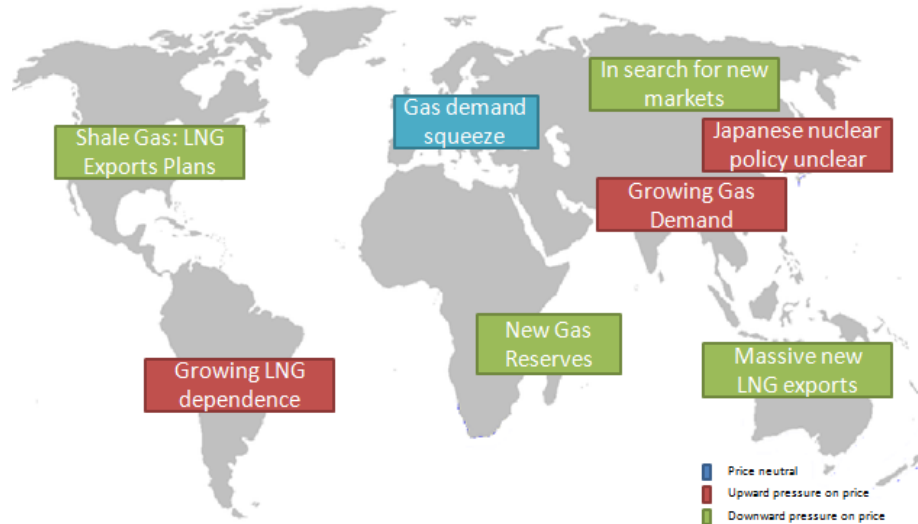 In search for new
markets
Gas demand
squeeze
Shale Gas: LNG
Exports Plans
Japanese nuclear
policy unclear
Growing Gas
Demand
New Gas
Reserves
Massive new
LNG exports
Growing LNG
dependence
Price neutral
Upward pressure on price
Downward pressure on price